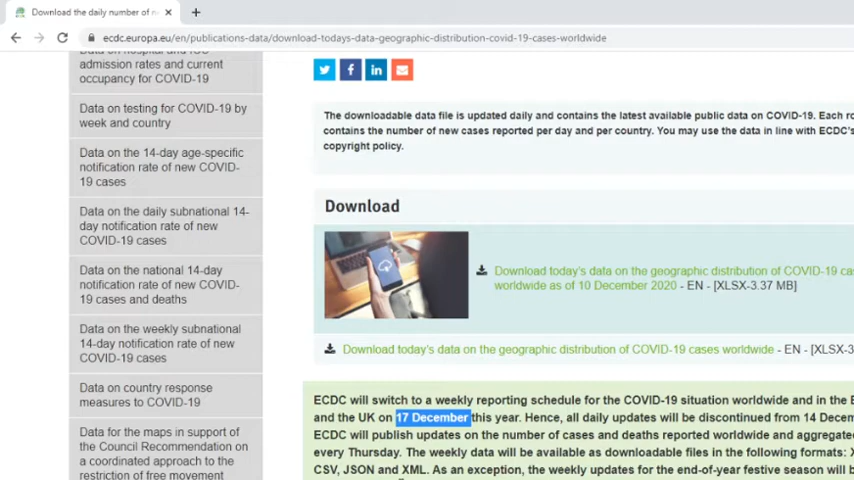 Download the daily number of n
ecdc.europa.eu/en/publications-data/download-todays-data-geographic-distribution-covid-19-cases-worldwide
admission rates and current
occupancy for COVID-19
Data on testing for COVID-19 by
week and country
Data on the 14-day age-specific
notification rate of new COVID-
19 cases
Data on the daily subnational 14-
day notification rate of new
COVID-19 cases
Data on the national 14-day
notification rate of new COVID-
19 cases and deaths
Data on the weekly subnational
14-day notification rate of new
COVID-19 cases
Data on country response
measures to COVID-19
Data for the maps in support of
the Council Recommendation on
a coordinated approach to the
restriction of free movement
The downloadable data file is updated daily and contains the latest available public data on COVID-19. Each ro
contains the number of new cases reported per day and per country. You may use the data in line with ECDC's
copyright policy.
Download
Download today's data on the geographic distribution of COVID-19 cas
worldwide as of 10 December 2020 - EN - [XLSX-3.37 MB]
Download today's data on the geographic distribution of COVID-19 cases worldwide - EN - [XLSX-3
ECDC will switch to a weekly reporting schedule for the COVID-19 situation worldwide and in the E
and the UK on 17 December this year. Hence, all daily updates will be discontinued from 14 Decem
ECDC will publish updates on the number of cases and deaths reported worldwide and aggregated
every Thursday. The weekly data will be available as downloadable files in the following formats: X
CSV, JSON and XML. As an exception, the weekly updates for the end-of-year festive season will b